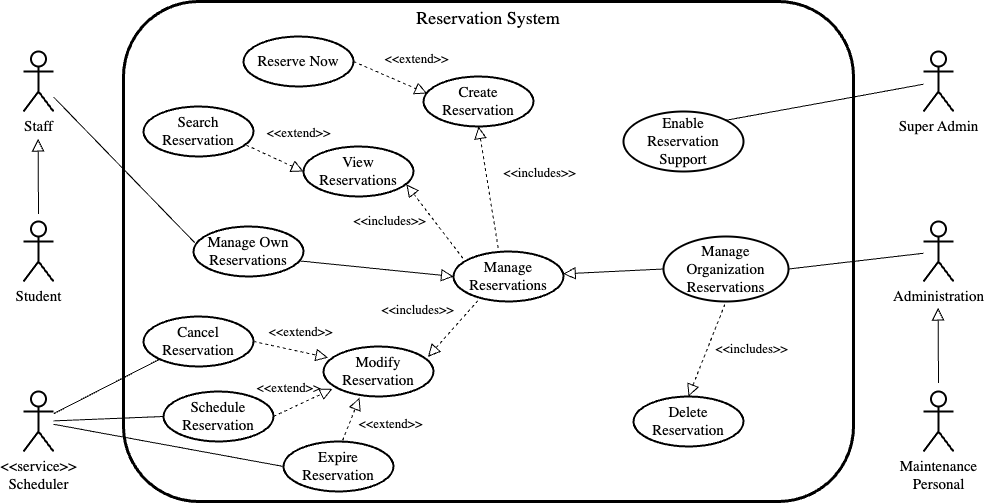 Reservation System
Reserve Now
<<extend>>
Create
Reservation
Staff
Search
Reservation
<<extend>>
View
Reservations
<<includes>>
<<includes>>
Enable
Reservation
Support
Super Admin
Student
Manage Own
Reservations
Manage
Reservations
Manage
Organization
Reservations
Administration
<<includes>>
Cancel
Reservation
<<extend>>
Modify
Reservation
<<includes>>
<<extend>>
Schedule
Reservation
<<extend>>
Expire
Reservation
Delete
Reservation
<<service>>
Scheduler
Maintenance
Personal